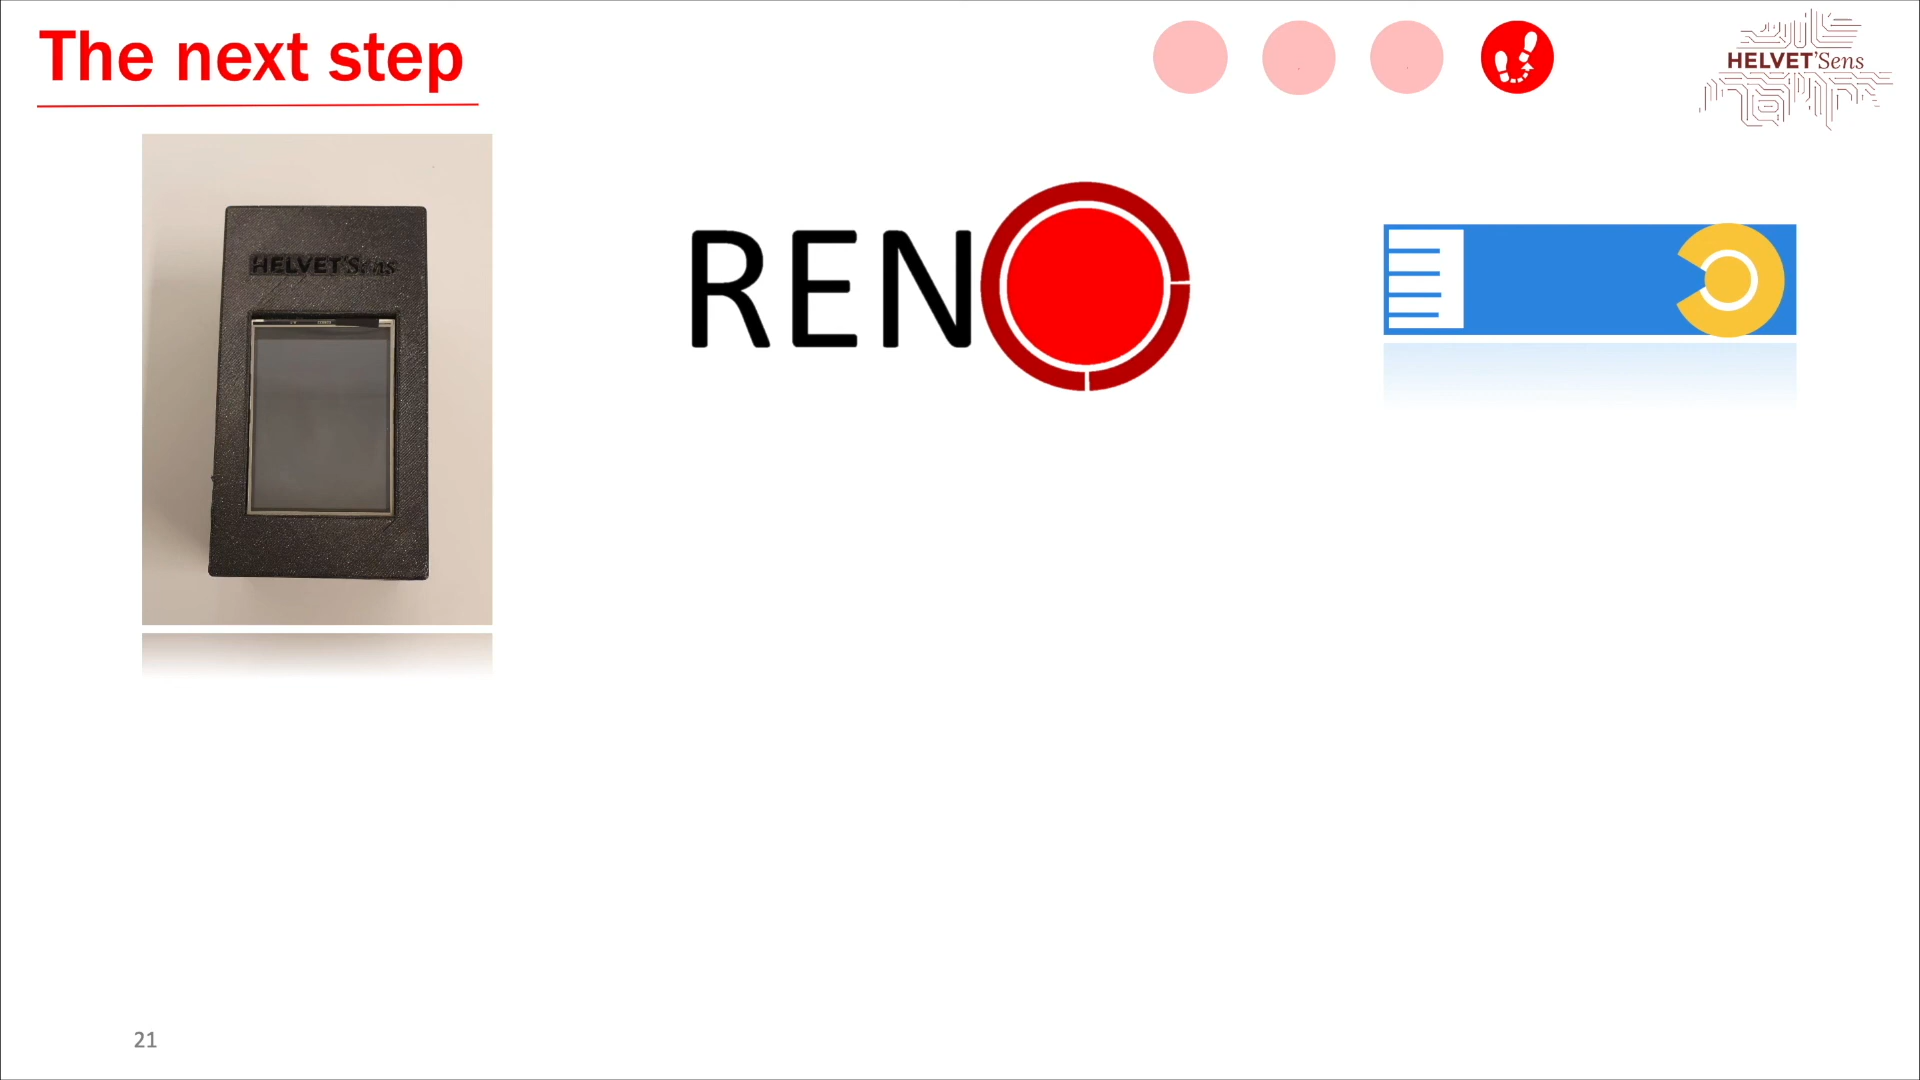 The next step
HELVET'Sens
HELVET'Sens
RENO
21